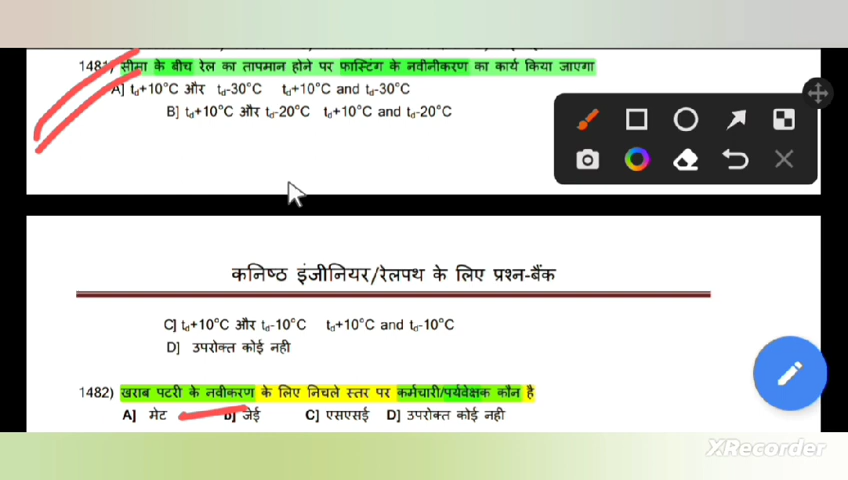 1481) सीमा के बीच रेल का तापमान होने पर फास्टिंग के नवीनीकरण का कार्य किया जाएगा
A] td+10°C और td-30°C td+10°C and td-30°C
B] td+10°C और td-20°C td+10°C and td-20°C
कनिष्ठ इंजीनियर/रेलपथ के लिए प्रश्न-बैंक
C] td+10°C और td-10°C td+10°C and td-10°C
D] उपरोक्त कोई नही
1482) खराब पटरी के नवीकरण के लिए निचले स्तर पर कर्मचारी/पर्यवेक्षक कौन है
A] मेट B] जेई C] एसएसई D] उपरोक्त कोई नही
XRecorder